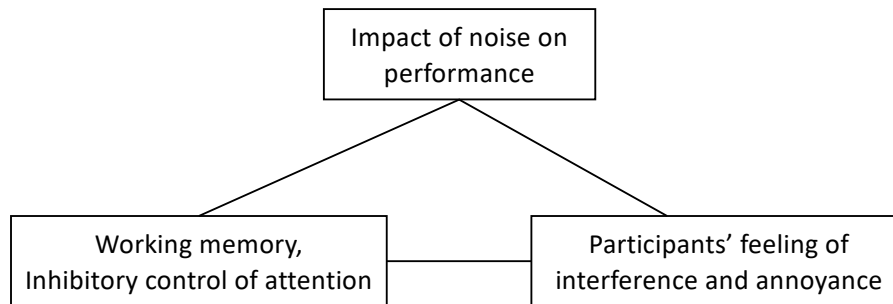 Impact of noise on
performance
Working memory,
Inhibitory control of attention
Participants’ feeling of
interference and annoyance